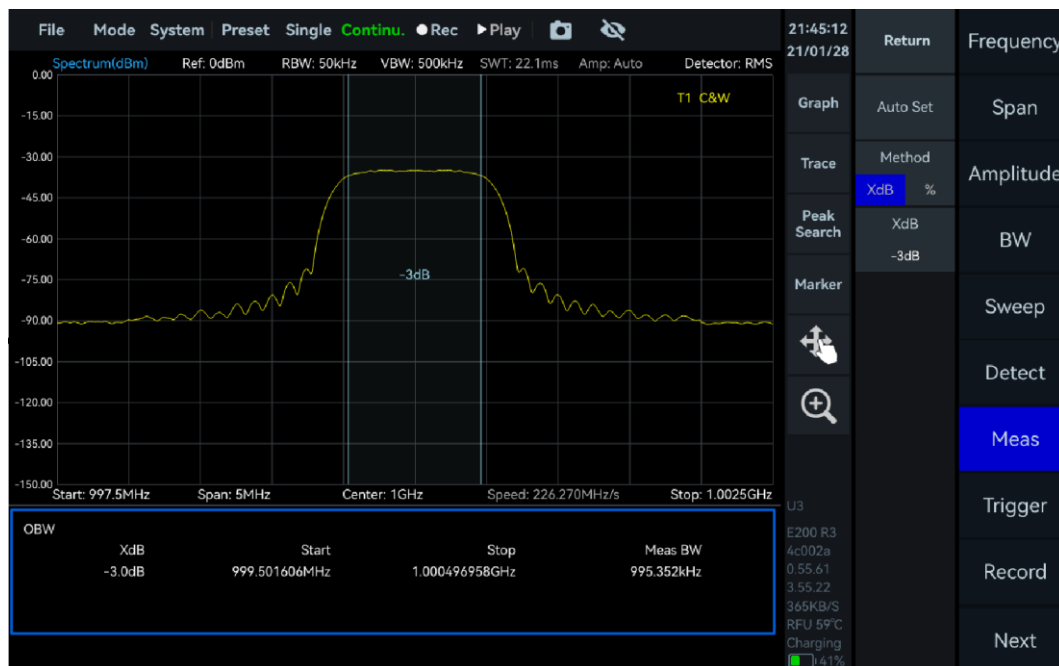 File Mode System Preset Single Continu. Rec Play
Spectrum(dBm) Ref: 0dBm RBW: 50kHz VBW: 500kHz SWT: 22.1ms Amp: Auto Detector: RMS
T1 C&W
0.00
-15.00
-30.00
-45.00
-60.00
-75.00
-90.00
-105.00
-120.00
-135.00
-150.00
-3dB
Start: 997.5MHz Span: 5MHz Center: 1GHz Speed: 226.270MHz/s Stop: 1.0025GHz
OBW
XdB Start Stop Meas BW
-3.0dB 999.501606MHz 1.000496958GHz 995.352kHz
21:45:12
21/01/28
Graph
Trace
Peak
Search
Marker
U3
E200 R3
4c002a
0.55.61
3.55.22
365KB/S
RFU 59°C
Charging
41%
Return
Auto Set
Method
XdB %
XdB
-3dB
Frequency
Span
Amplitude
BW
Sweep
Detect
Meas
Trigger
Record
Next